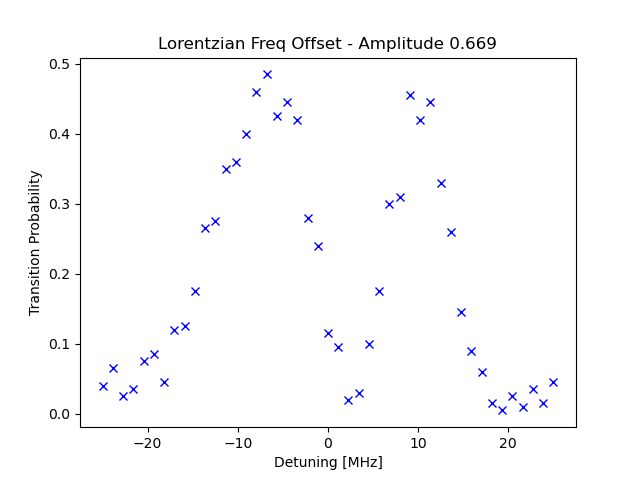 Lorentzian Freq Offset - Amplitude 0.669
0.5
0.4
0.3
0.2
0.1
0.0
Transition Probability
−20 −10 0 10 20
Detuning [MHz]